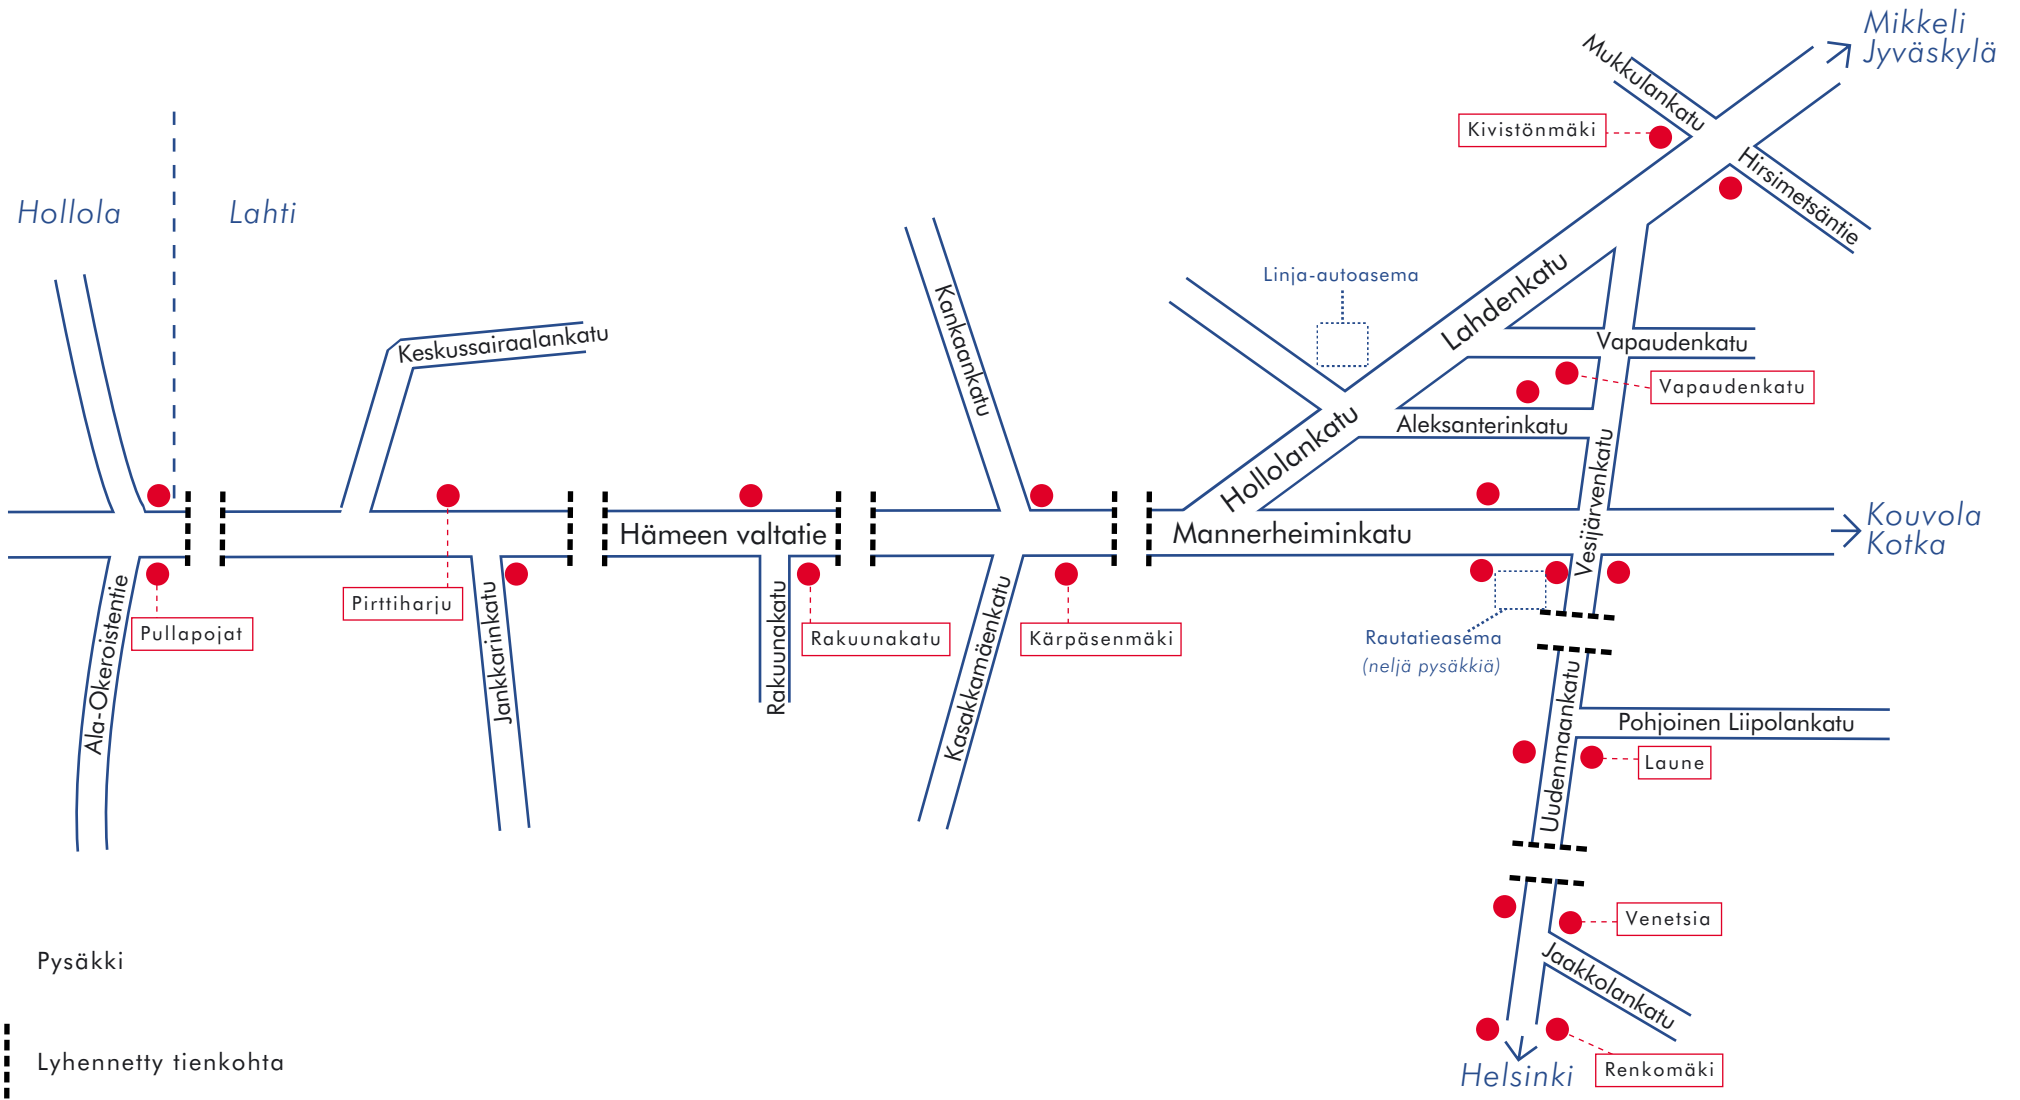 Mikkeli
Jyväskylä
Mukkulankatu
Kivistönmäki
Hirsimetsäntie
Hollola
Lahti
Linja-autoasema
Kankaankatu
Lahdenkatu
Keskussairaalankatu
Vapaudenkatu
Vapaudenkatu
Hollolankatu
Aleksanterinkatu
Vesijärvenkatu
Hämeen valtatie
Mannerheiminkatu
Kouvola
Kotka
Ala-Okeroistentie
Pullapojat
Pirttiharju
Jankkarinkatu
Rakuunakatu
Rakuunakatu
Kasakkamäenkatu
Kärpäsenmäki
Rautatieasema
(neljä pysäkkiä)
Uudenmaankatu
Pohjoinen Liipolankatu
Laune
Venetsia
Jaakkolankatu
Pysäkki
Lyhennetty tienkohta
Helsinki
Renkomäki